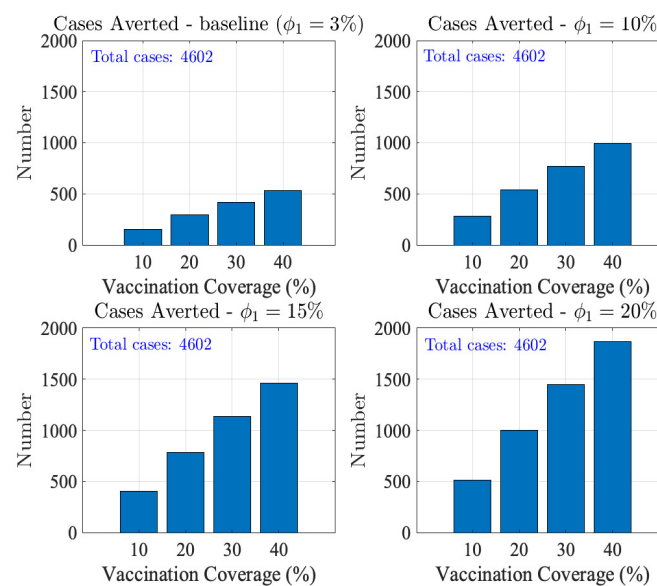 Cases Averted - baseline (ϕ₁ = 3%)
Total cases: 4602
2000
1500
1000
500
0
Number
10 20 30 40
Vaccination Coverage (%)
Cases Averted - ϕ₁ = 10%
Total cases: 4602
2000
1500
1000
500
0
Number
10 20 30 40
Vaccination Coverage (%)
Cases Averted - ϕ₁ = 15%
Total cases: 4602
2000
1500
1000
500
0
Number
10 20 30 40
Vaccination Coverage (%)
Cases Averted - ϕ₁ = 20%
Total cases: 4602
2000
1500
1000
500
0
Number
10 20 30 40
Vaccination Coverage (%)